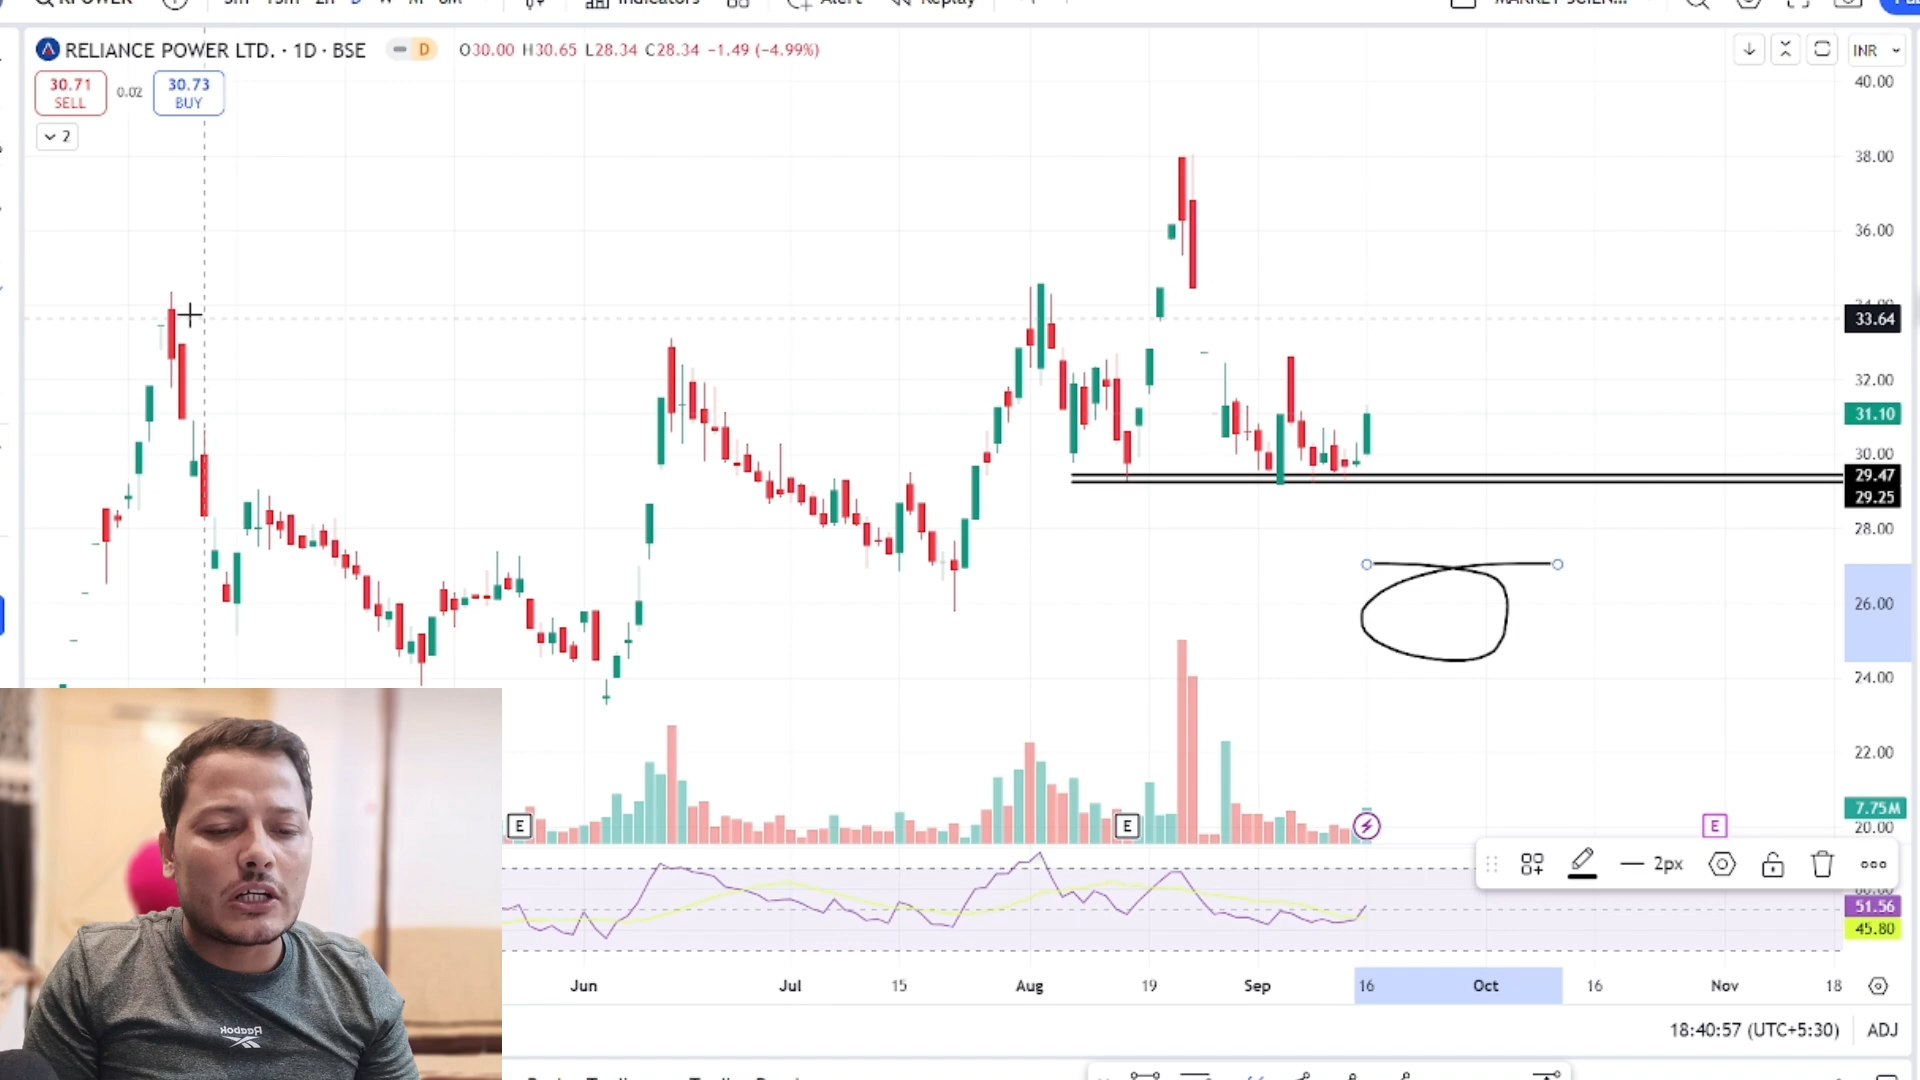 RELIANCE POWER LTD. · 1D · BSE D O30.00 H30.65 L28.34 C28.34 −1.49 (−4.99%)
INR
30.71
SELL
0.02
30.73
BUY
2
40.00
38.00
36.00
33.64
32.00
31.10
30.00
29.47
29.25
28.00
26.00
24.00
22.00
7.75M
20.00
E
E
E
2px
51.56
45.80
Jun Jul 15 Aug 19 Sep 16 Oct 16 Nov 18
18:40:57 (UTC+5:30) ADJ
Reebok